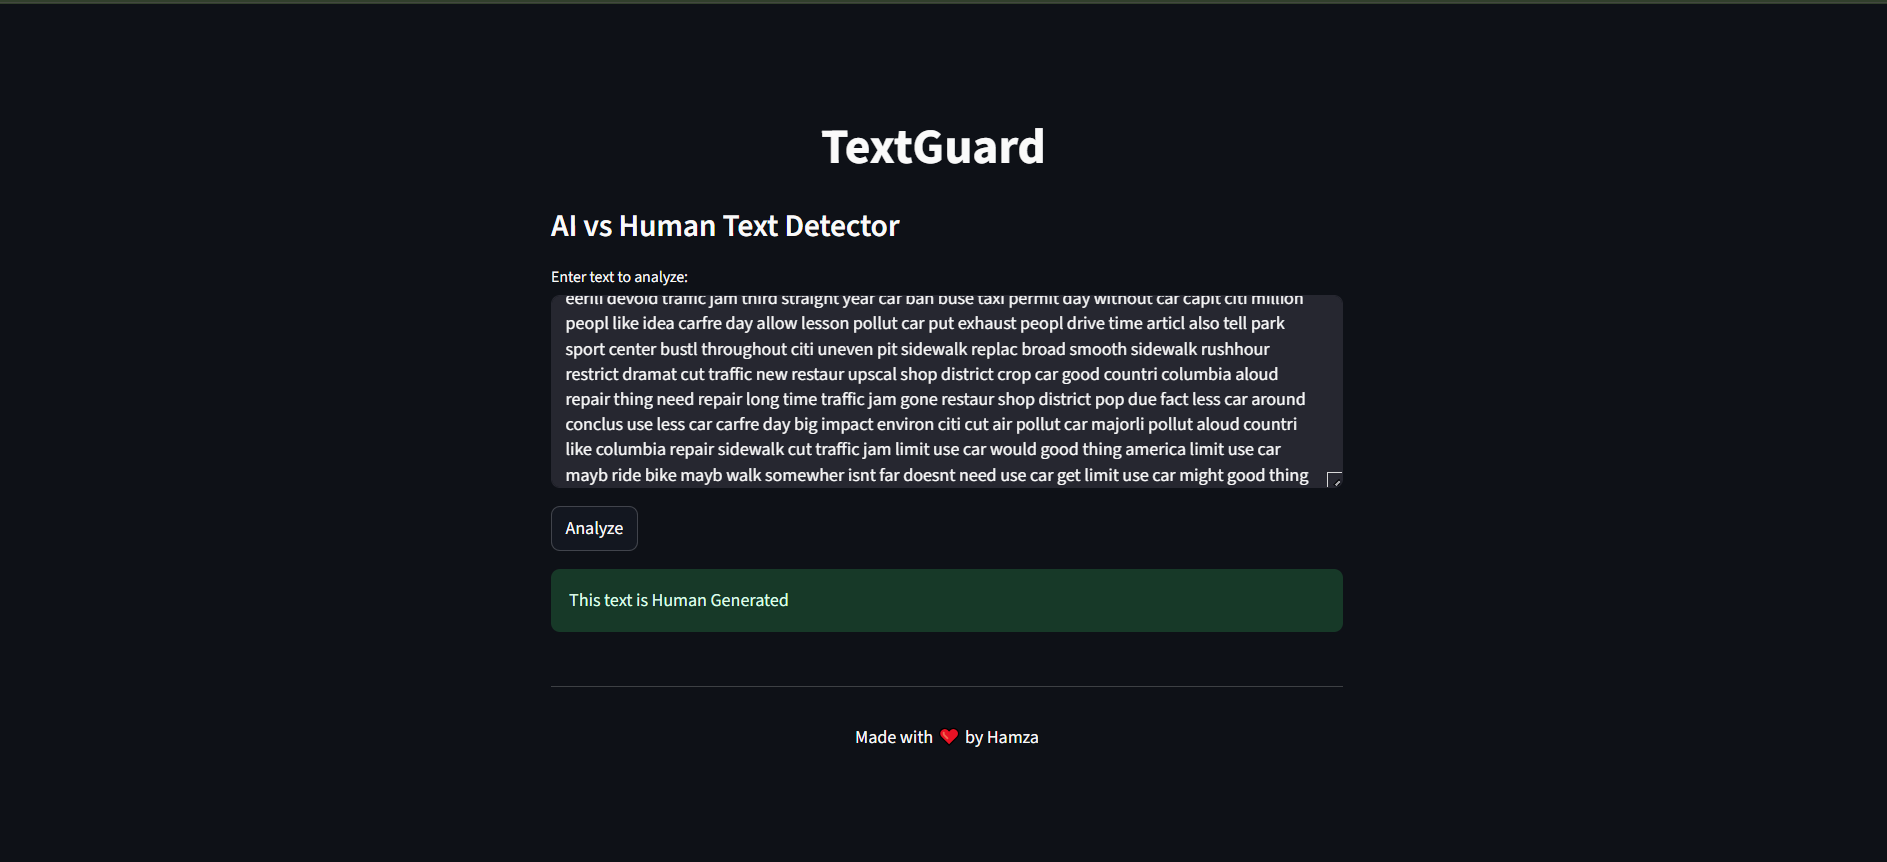 TextGuard
AI vs Human Text Detector
Enter text to analyze:
eerili devoid traffic jam third straight year car ban buse taxi permit day without car capit citi million
peopl like idea carfre day allow lesson pollut car put exhaust peopl drive time articl also tell park
sport center bustl throughout citi uneven pit sidewalk replac broad smooth sidewalk rushhour
restrict dramat cut traffic new restaur upscal shop district crop car good countri columbia aloud
repair thing need repair long time traffic jam gone restaur shop district pop due fact less car around
conclus use less car carfre day big impact environ citi cut air pollut car majorli pollut aloud countri
like columbia repair sidewalk cut traffic jam limit use car would good thing america limit use car
mayb ride bike mayb walk somewher isnt far doesnt need use car get limit use car might good thing
Analyze
This text is Human Generated
Made with ❤️ by Hamza